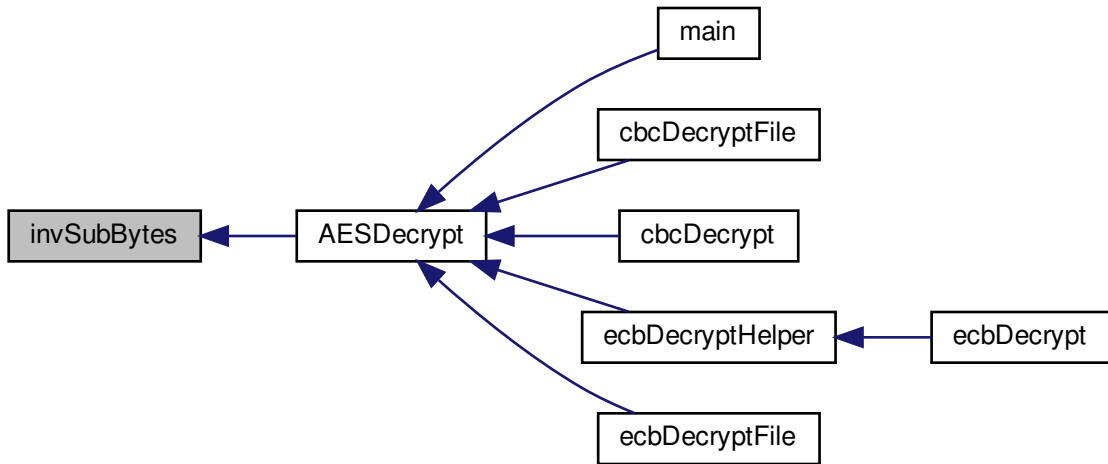 main
cbcDecryptFile
invSubBytes
AESDecrypt
cbcDecrypt
ecbDecryptHelper
ecbDecrypt
ecbDecryptFile